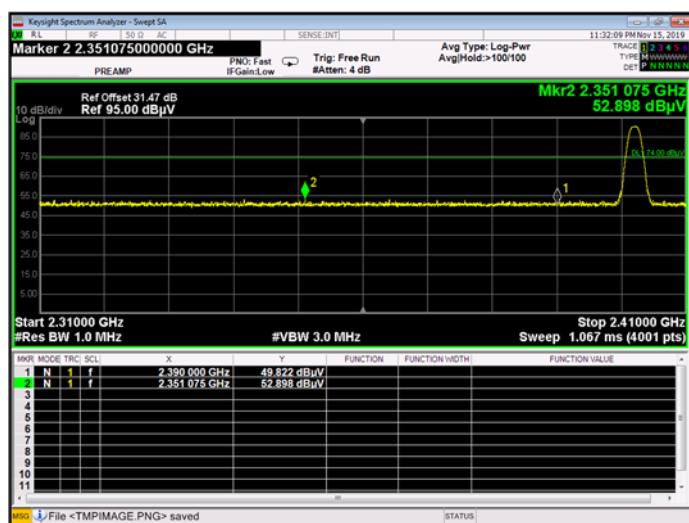 Keysight Spectrum Analyzer - Swept SA
RL RF 50 Ω AC SENSE:INT 11:32:09 PM Nov 15, 2019
Marker 2 2.351075000000 GHz
PREAMP
PNO: Fast
IFGain:Low
Trig: Free Run
#Atten: 4 dB
Avg Type: Log-Pwr
Avg|Hold:>100/100
TRACE 1 2 3 4 5 6
TYPE M W W W W W
DET P N N N N N
Mkr2 2.351 075 GHz
52.898 dBµV
Ref Offset 31.47 dB
10 dB/div Ref 95.00 dBµV
Log
85.0
75.0
DL1 74.00 dBµV
65.0
55.0
45.0
35.0
25.0
15.0
5.00
2
1
Start 2.31000 GHz Stop 2.41000 GHz
#Res BW 1.0 MHz #VBW 3.0 MHz Sweep 1.067 ms (4001 pts)
MKR MODE TRC SCL X Y FUNCTION FUNCTION WIDTH FUNCTION VALUE
1 N 1 f 2.390 000 GHz 49.822 dBµV
2 N 1 f 2.351 075 GHz 52.898 dBµV
3
4
5
6
7
8
9
10
11
MSG File <TMPIMAGE.PNG> saved STATUS